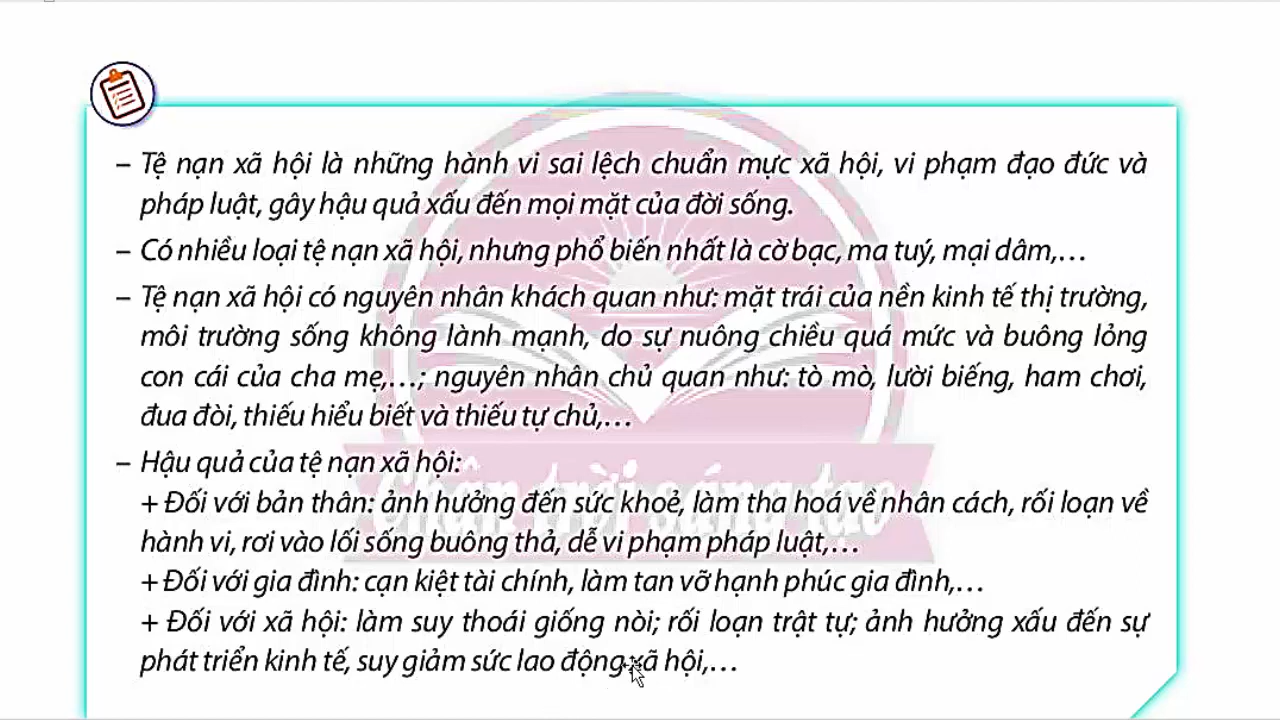 – Tệ nạn xã hội là những hành vi sai lệch chuẩn mực xã hội, vi phạm đạo đức và
pháp luật, gây hậu quả xấu đến mọi mặt của đời sống.
– Có nhiều loại tệ nạn xã hội, nhưng phổ biến nhất là cờ bạc, ma tuý, mại dâm,…
– Tệ nạn xã hội có nguyên nhân khách quan như: mặt trái của nền kinh tế thị trường,
môi trường sống không lành mạnh, do sự nuông chiều quá mức và buông lỏng
con cái của cha mẹ,…; nguyên nhân chủ quan như: tò mò, lười biếng, ham chơi,
đua đòi, thiếu hiểu biết và thiếu tự chủ,…
– Hậu quả của tệ nạn xã hội:
+ Đối với bản thân: ảnh hưởng đến sức khoẻ, làm tha hoá về nhân cách, rối loạn về
hành vi, rơi vào lối sống buông thả, dễ vi phạm pháp luật,…
+ Đối với gia đình: cạn kiệt tài chính, làm tan vỡ hạnh phúc gia đình,…
+ Đối với xã hội: làm suy thoái giống nòi; rối loạn trật tự; ảnh hưởng xấu đến sự
phát triển kinh tế, suy giảm sức lao động xã hội,…
Chân trời sáng tạo